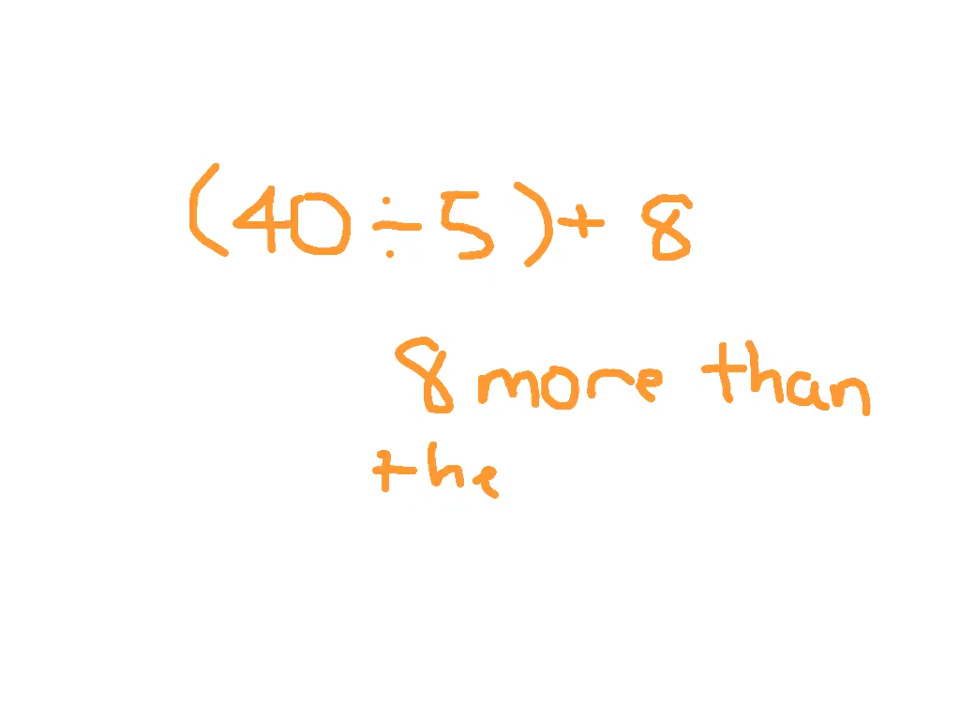 (40 ÷ 5) + 8
8 more than
the